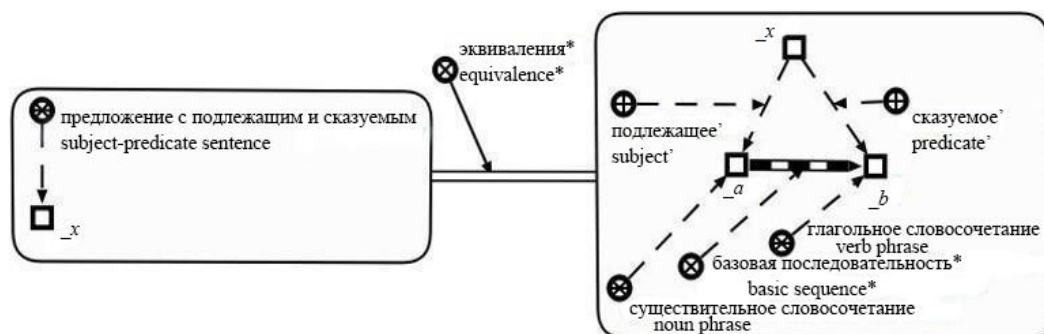 эквиваления*
equivalence*
предложение с подлежащим и сказуемым
subject-predicate sentence
_x
_x
подлежащее’
subject’
сказуемое’
predicate’
_a
_b
глагольное словосочетание
verb phrase
базовая последовательность*
basic sequence*
существительное словосочетание
noun phrase